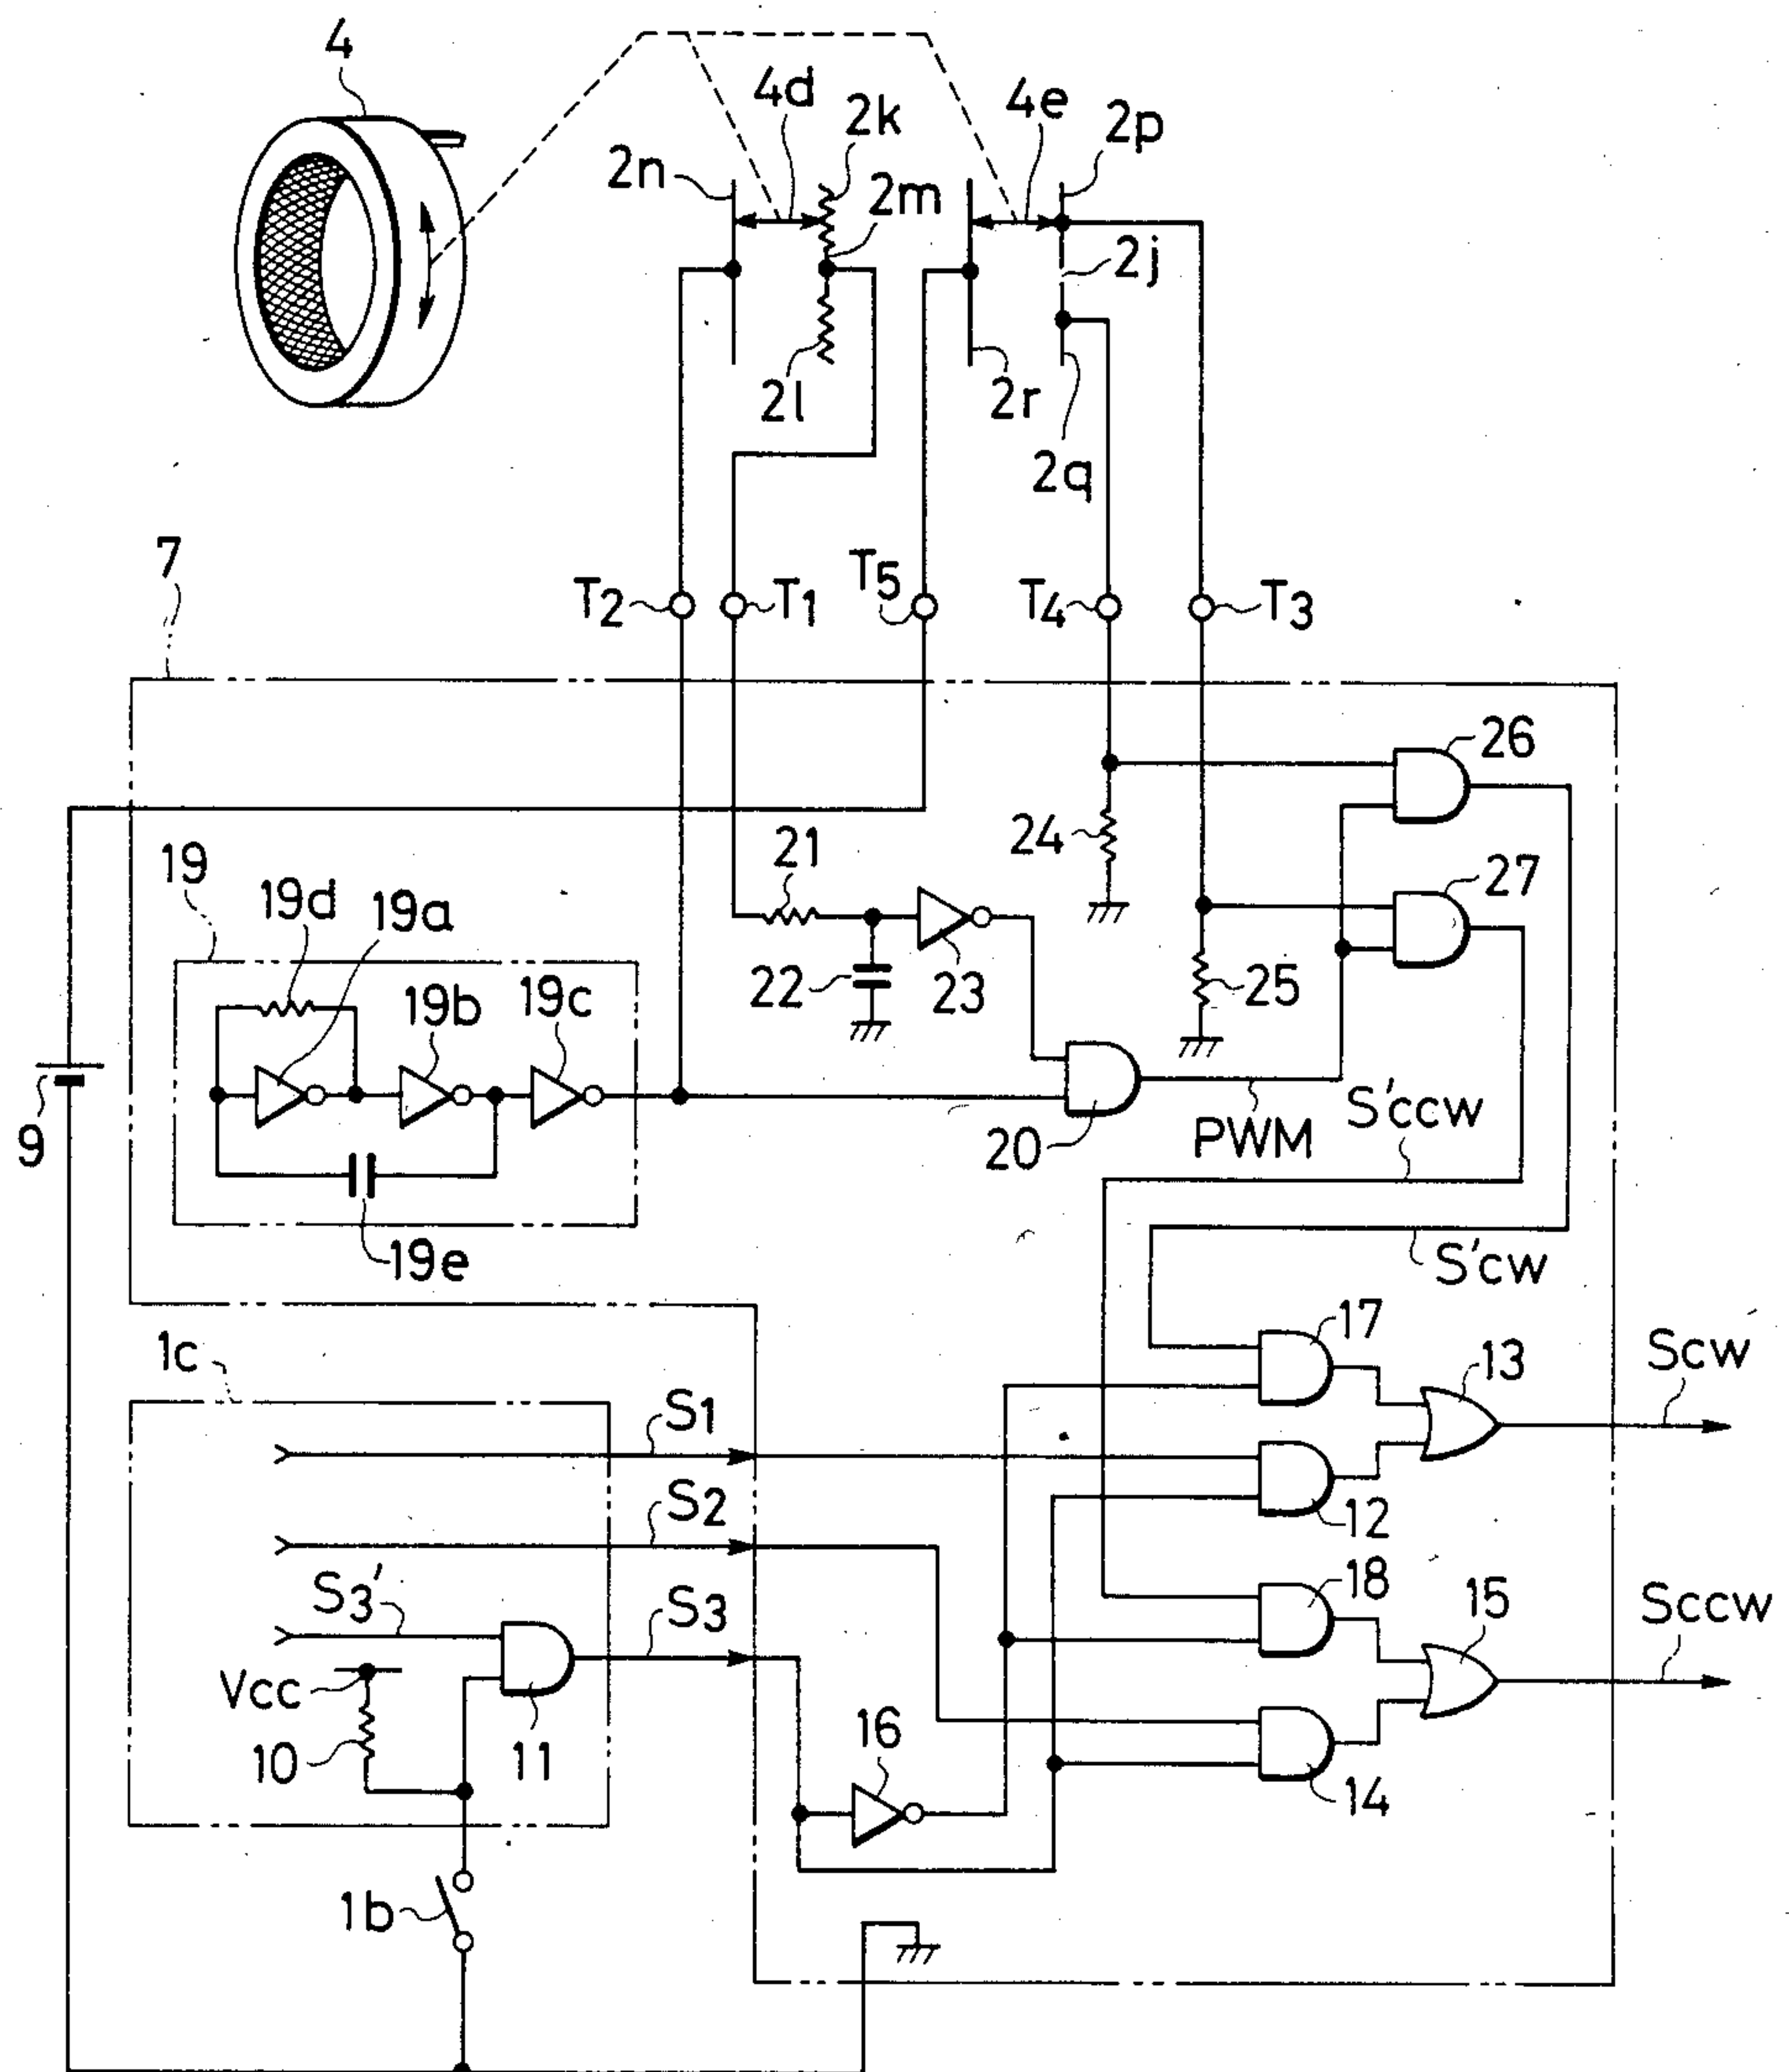 4
4d
2k
4e
2p
2n
2m
2j
2l
2r
2q
7
T2
T1
T5
T4
T3
26
24
21
27
19
19d
19a
22
23
25
19b
19c
9
20
PWM
S'ccw
19e
S'cw
17
13
Scw
1c
S1
12
S2
18
15
Sccw
S3'
S3
Vcc
10
11
16
14
1b